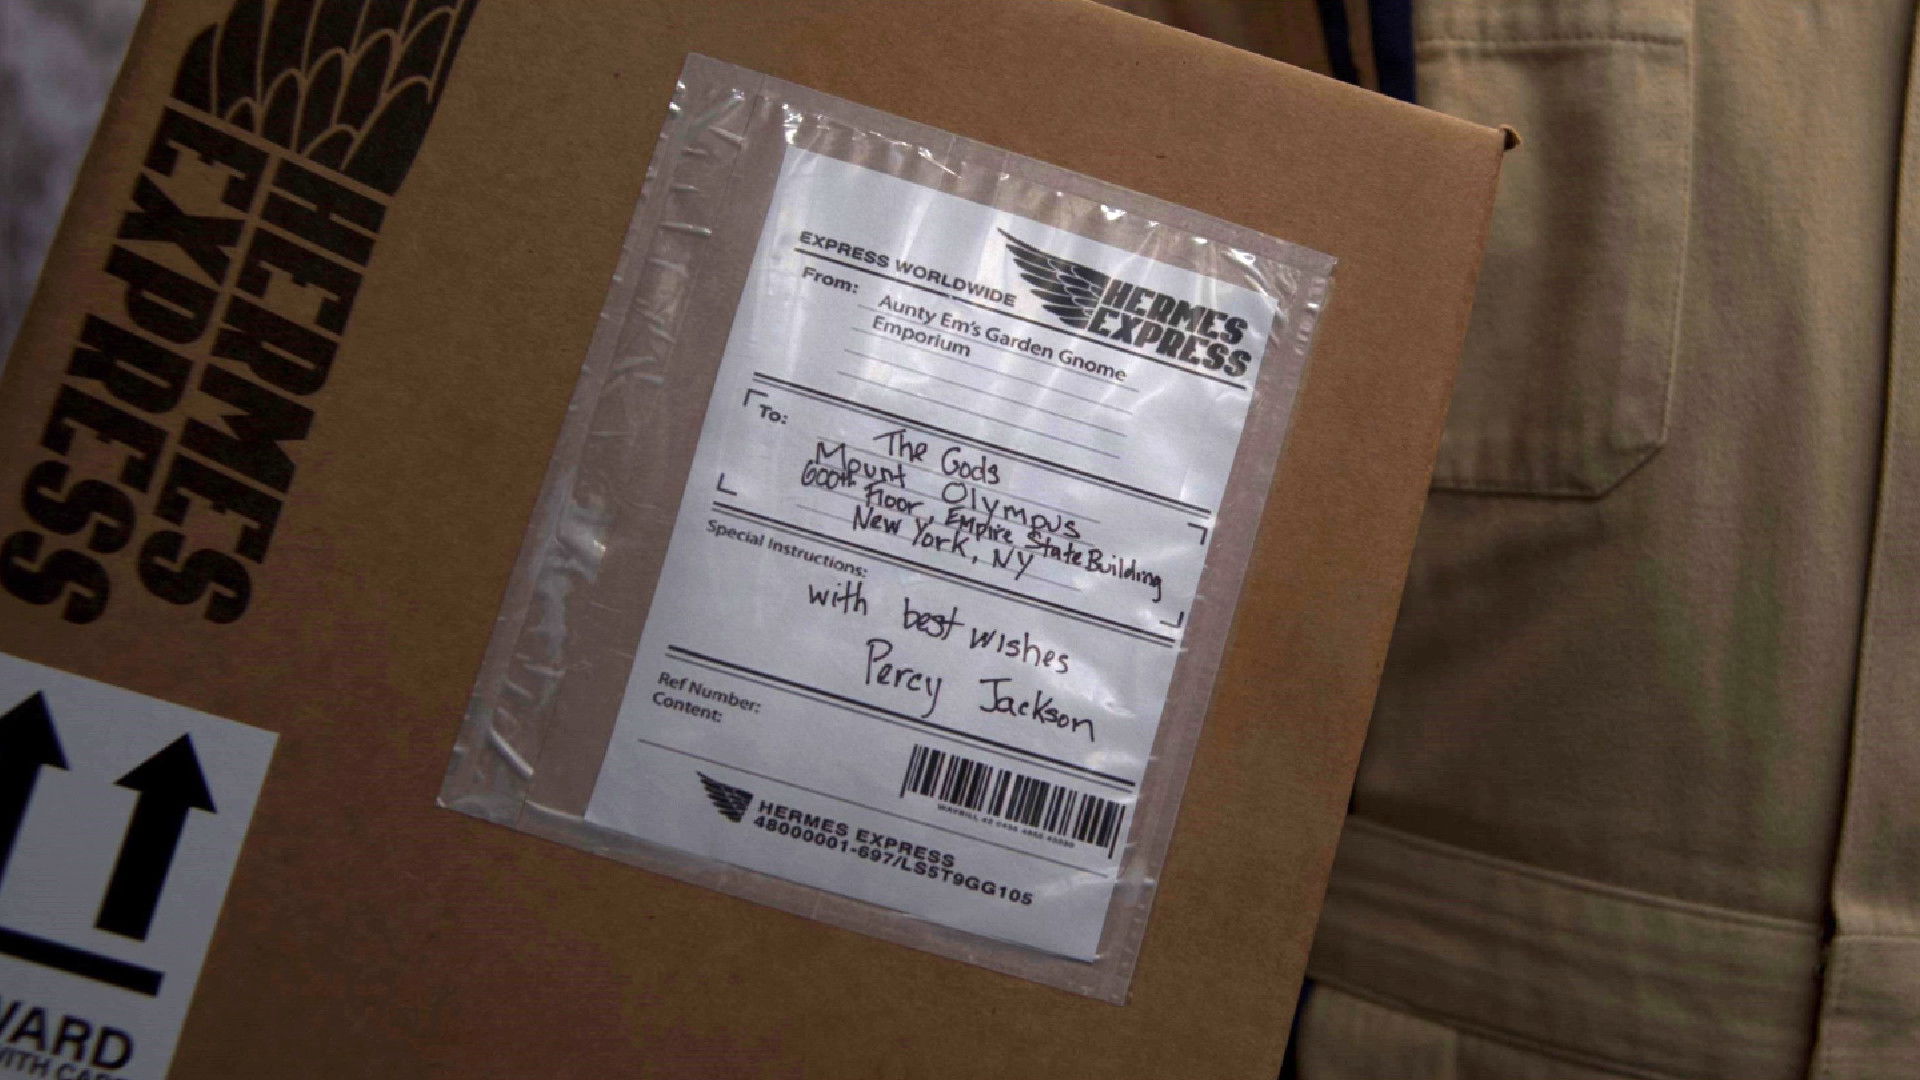 HERMES
EXPRESS
EXPRESS WORLDWIDE
HERMES
EXPRESS
From:
Aunty Em's Garden Gnome
Emporium
To:
The Gods
Mount Olympus
600th Floor, Empire State Building
New York, NY
Special Instructions:
with best wishes
Percy Jackson
Ref Number:
Content:
HERMES EXPRESS
48000001-697/LS5T9GG105